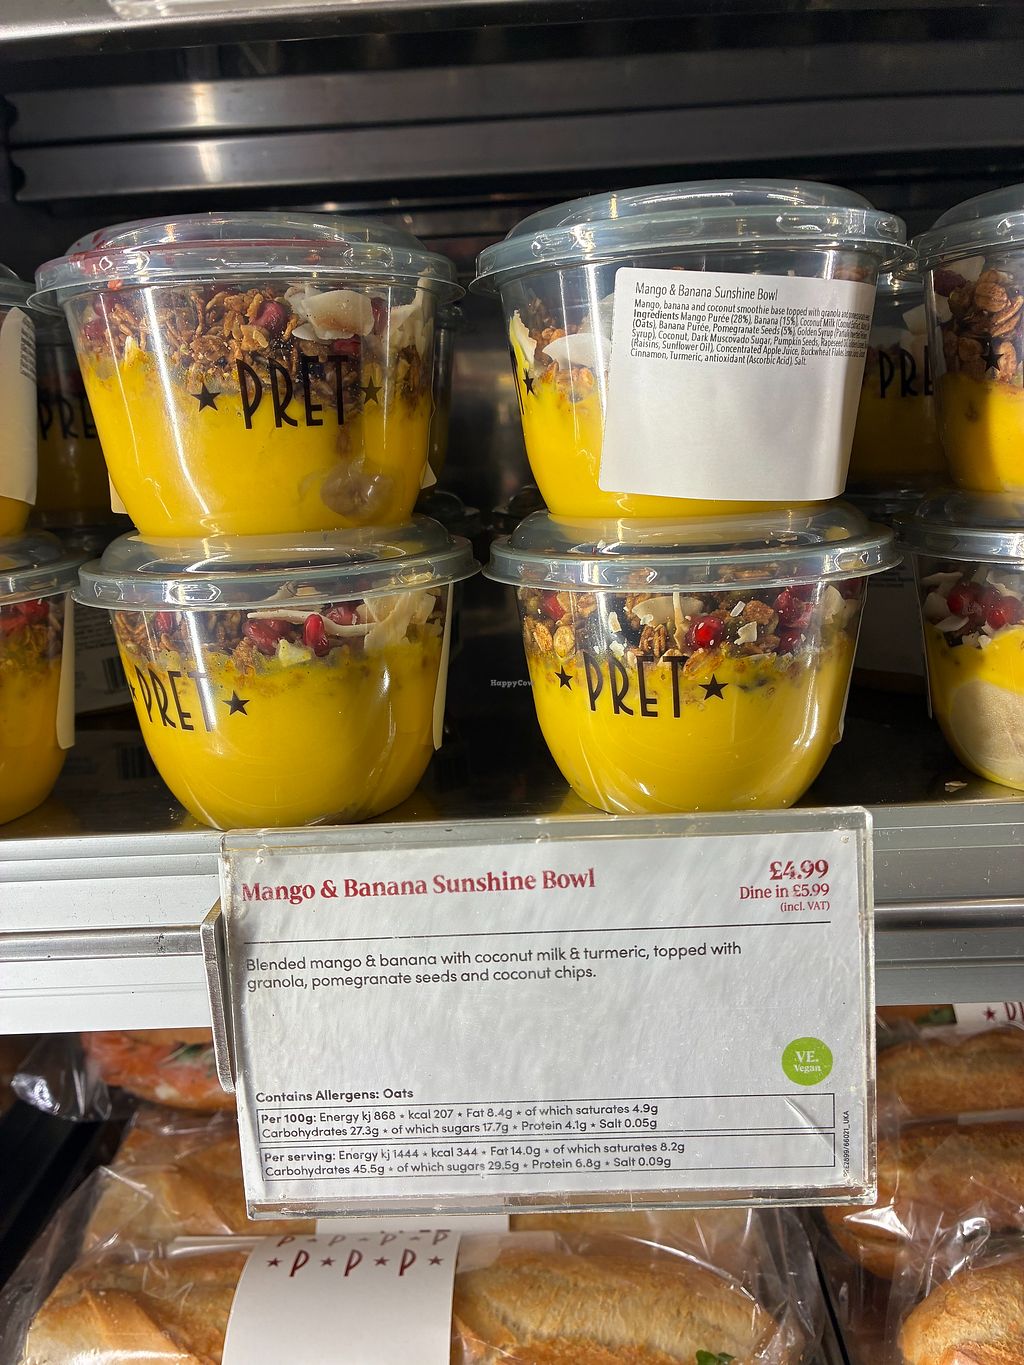 Mango & Banana Sunshine Bowl
Mango, banana and coconut smoothie base topped with granola and pomegranate
Ingredients Mango Purée (28%), Banana (15%), Coconut Milk
(Oats), Banana Purée, Pomegranate Seeds (5%), Golden Syrup
Syrup), Coconut, Dark Muscovado Sugar, Pumpkin Seeds, Rapeseed Oil,
(Raisins, Sunflower Oil), Concentrated Apple Juice, Buckwheat Flakes,
Cinnamon, Turmeric, antioxidant (Ascorbic Acid), Salt.
PRET
PRE
PRE
PRE
PRET
PRET
HappyCow
Mango & Banana Sunshine Bowl
£4.99
Dine in £5.99
(incl. VAT)
Blended mango & banana with coconut milk & turmeric, topped with
granola, pomegranate seeds and coconut chips.
VE.
Vegan
Contains Allergens: Oats
Per 100g: Energy kj 868 ★ kcal 207 ★ Fat 8.4g ★ of which saturates 4.9g
Carbohydrates 27.3g ★ of which sugars 17.7g ★ Protein 4.1g ★ Salt 0.05g
Per serving: Energy kj 1444 ★ kcal 344 ★ Fat 14.0g ★ of which saturates 8.2g
Carbohydrates 45.5g ★ of which sugars 29.5g ★ Protein 6.8g ★ Salt 0.09g
★ P ★ P ★ P ★